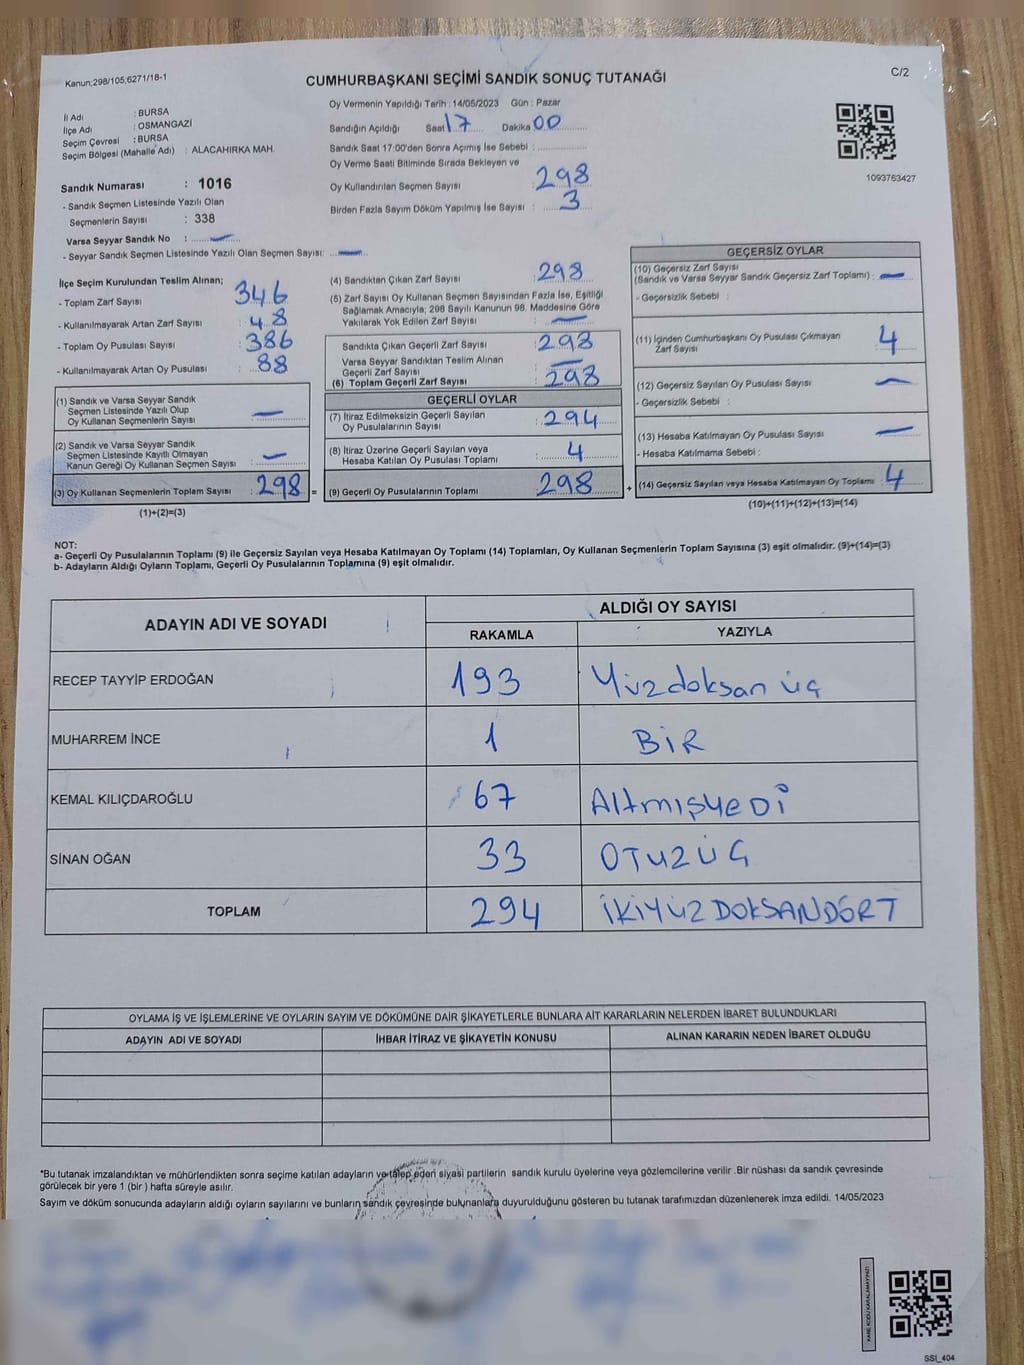 Kanun;298/105,6271/18-1
CUMHURBAŞKANI SEÇİMİ SANDIK SONUÇ TUTANAĞI
C/2
İl Adı : BURSA
İlçe Adı : OSMANGAZİ
Seçim Çevresi : BURSA
Seçim Bölgesi (Mahalle Adı) : ALACAHIRKA MAH.
Sandık Numarası : 1016
- Sandık Seçmen Listesinde Yazılı Olan
Seçmenlerin Sayısı : 338
Varsa Seyyar Sandık No : —
- Seyyar Sandık Seçmen Listesinde Yazılı Olan Seçmen Sayısı: —
Oy Vermenin Yapıldığı Tarih : 14/05/2023 Gün : Pazar
Sandığın Açıldığı Saat 17 Dakika 00
Sandık Saat 17:00'den Sonra Açımış İse Sebebi :
Oy Verme Saati Bitiminde Sırada Bekleyen ve
Oy Kullandırılan Seçmen Sayısı : 298
Birden Fazla Sayım Döküm Yapılmış İse Sayısı : 3
1093763427
İlçe Seçim Kurulundan Teslim Alınan;
- Toplam Zarf Sayısı : 346
- Kullanılmayarak Artan Zarf Sayısı : 48
- Toplam Oy Pusulası Sayısı : 386
- Kullanılmayarak Artan Oy Pusulası : 88
(1) Sandık ve Varsa Seyyar Sandık
Seçmen Listesinde Yazılı Olup
Oy Kullanan Seçmenlerin Sayısı : —
(2) Sandık ve Varsa Seyyar Sandık
Seçmen Listesinde Kayıtlı Olmayan
Kanun Gereği Oy Kullanan Seçmen Sayısı : —
(3) Oy Kullanan Seçmenlerin Toplam Sayısı : 298 =
(1)+(2)=(3)
(4) Sandıktan Çıkan Zarf Sayısı : 298
(5) Zarf Sayısı Oy Kullanan Seçmen Sayısından Fazla İse, Eşitliği
Sağlamak Amacıyla; 298 Sayılı Kanunun 98. Maddesine Göre
Yakılarak Yok Edilen Zarf Sayısı : —
Sandıkta Çıkan Geçerli Zarf Sayısı : 298
Varsa Seyyar Sandıktan Teslim Alınan
Geçerli Zarf Sayısı : —
(6) Toplam Geçerli Zarf Sayısı : 298
GEÇERLİ OYLAR
(7) İtiraz Edilmeksizin Geçerli Sayılan
Oy Pusulalarının Sayısı : 294
(8) İtiraz Üzerine Geçerli Sayılan veya
Hesaba Katılan Oy Pusulası Toplamı : 4
(9) Geçerli Oy Pusulalarının Toplamı : 298 +
GEÇERSİZ OYLAR
(10) Geçersiz Zarf Sayısı
(Sandık ve Varsa Seyyar Sandık Geçersiz Zarf Toplamı) : —
- Geçersizlik Sebebi :
(11) İçinden Cumhurbaşkanı Oy Pusulası Çıkmayan
Zarf Sayısı : 4
(12) Geçersiz Sayılan Oy Pusulası Sayısı : —
- Geçersizlik Sebebi :
(13) Hesaba Katılmayan Oy Pusulası Sayısı : —
- Hesaba Katılmama Sebebi :
(14) Geçersiz Sayılan veya Hesaba Katılmayan Oy Toplamı : 4
(10)+(11)+(12)+(13)=(14)
NOT:
a- Geçerli Oy Pusulalarının Toplamı (9) ile Geçersiz Sayılan veya Hesaba Katılmayan Oy Toplamı (14) Toplamları, Oy Kullanan Seçmenlerin Toplam Sayısına (3) eşit olmalıdır. (9)+(14)=(3)
b- Adayların Aldığı Oyların Toplamı, Geçerli Oy Pusulalarının Toplamına (9) eşit olmalıdır.
ADAYIN ADI VE SOYADI ALDIĞI OY SAYISI
RAKAMLA YAZIYLA
RECEP TAYYİP ERDOĞAN 193 Yüzdoksan üç
MUHARREM İNCE 1 BİR
KEMAL KILIÇDAROĞLU 67 Altmışyedi
SİNAN OĞAN 33 OTUZÜÇ
TOPLAM 294 İKİYÜZ DOKSANDÖRT
OYLAMA İŞ VE İŞLEMLERİNE VE OYLARIN SAYIM VE DÖKÜMÜNE DAİR ŞİKAYETLERLE BUNLARA AİT KARARLARIN NELERDEN İBARET BULUNDUKLARI
ADAYIN ADI VE SOYADI İHBAR İTİRAZ VE ŞİKAYETİN KONUSU ALINAN KARARIN NEDEN İBARET OLDUĞU
*Bu tutanak imzalandıktan ve mühürlendikten sonra seçime katılan adayların ve talep eden siyasi partilerin sandık kurulu üyelerine veya gözlemcilerine verilir .Bir nüshası da sandık çevresinde
görülecek bir yere 1 (bir ) hafta süreyle asılır.
Sayım ve döküm sonucunda adayların aldığı oyların sayılarını ve bunların sandık çevresinde bulunanlara duyurulduğunu gösteren bu tutanak tarafımızdan düzenlenerek imza edildi. 14/05/2023
KARE KODU KARALAMAYINIZ!
SSİ_404